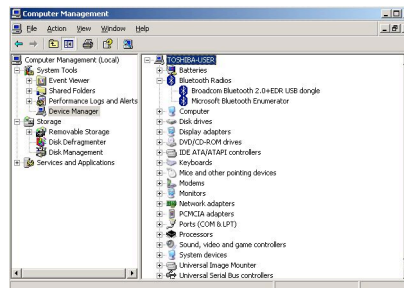 Computer Management
File Action View Window Help
Computer Management (Local)
System Tools
Event Viewer
Shared Folders
Performance Logs and Alerts
Device Manager
Storage
Removable Storage
Disk Defragmenter
Disk Management
Services and Applications
TOSHIBA-USER
Batteries
Bluetooth Radios
Broadcom Bluetooth 2.0+EDR USB dongle
Microsoft Bluetooth Enumerator
Computer
Disk drives
Display adapters
DVD/CD-ROM drives
IDE ATA/ATAPI controllers
Keyboards
Mice and other pointing devices
Modems
Monitors
Network adapters
PCMCIA adapters
Ports (COM & LPT)
Processors
Sound, video and game controllers
System devices
Universal Image Mounter
Universal Serial Bus controllers